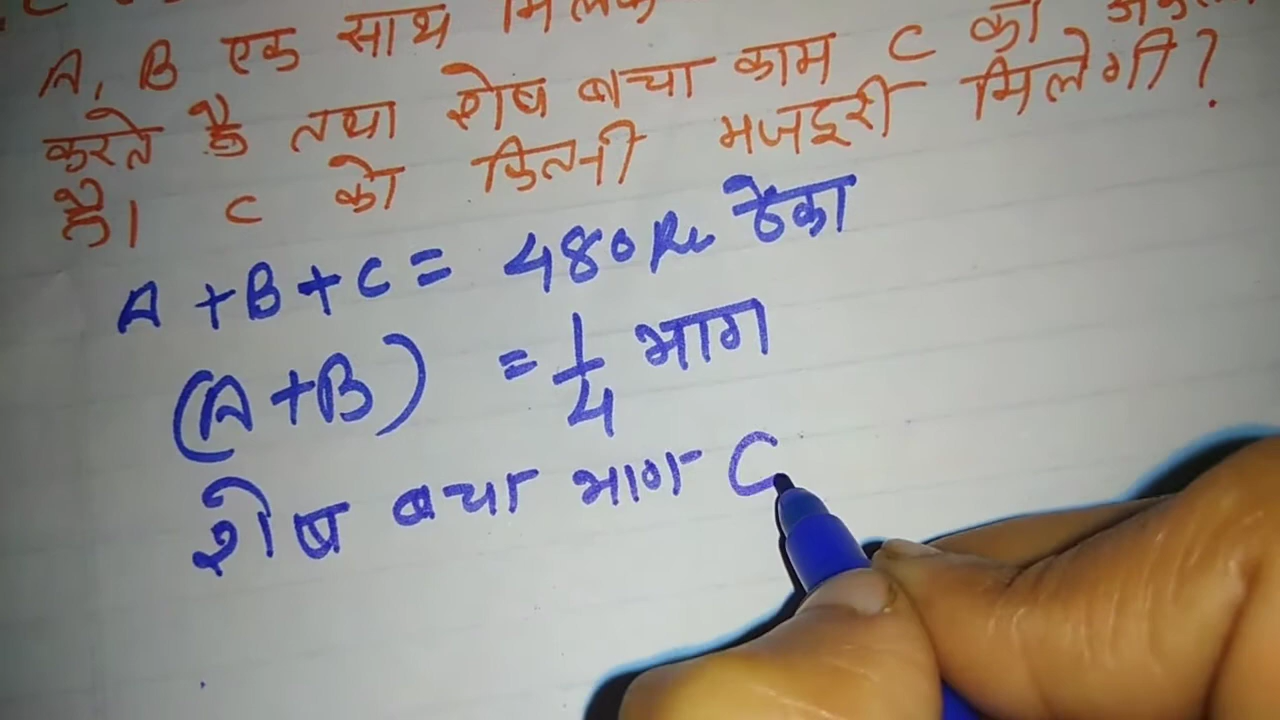 A, B एक साथ
करते है तथा शेष बचा काम C को
है। C को कितनी मजदूरी मिलेगी?
A + B + C = 480 Rs ठेका
(A + B) = 1/4 भाग
शेष बचा भाग C